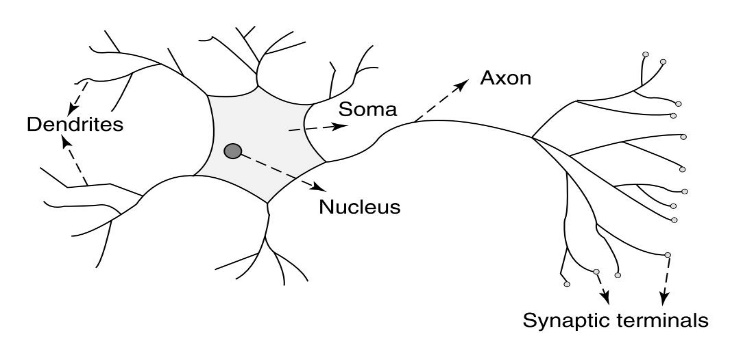 Axon
Soma
Dendrites
Nucleus
Synaptic terminals